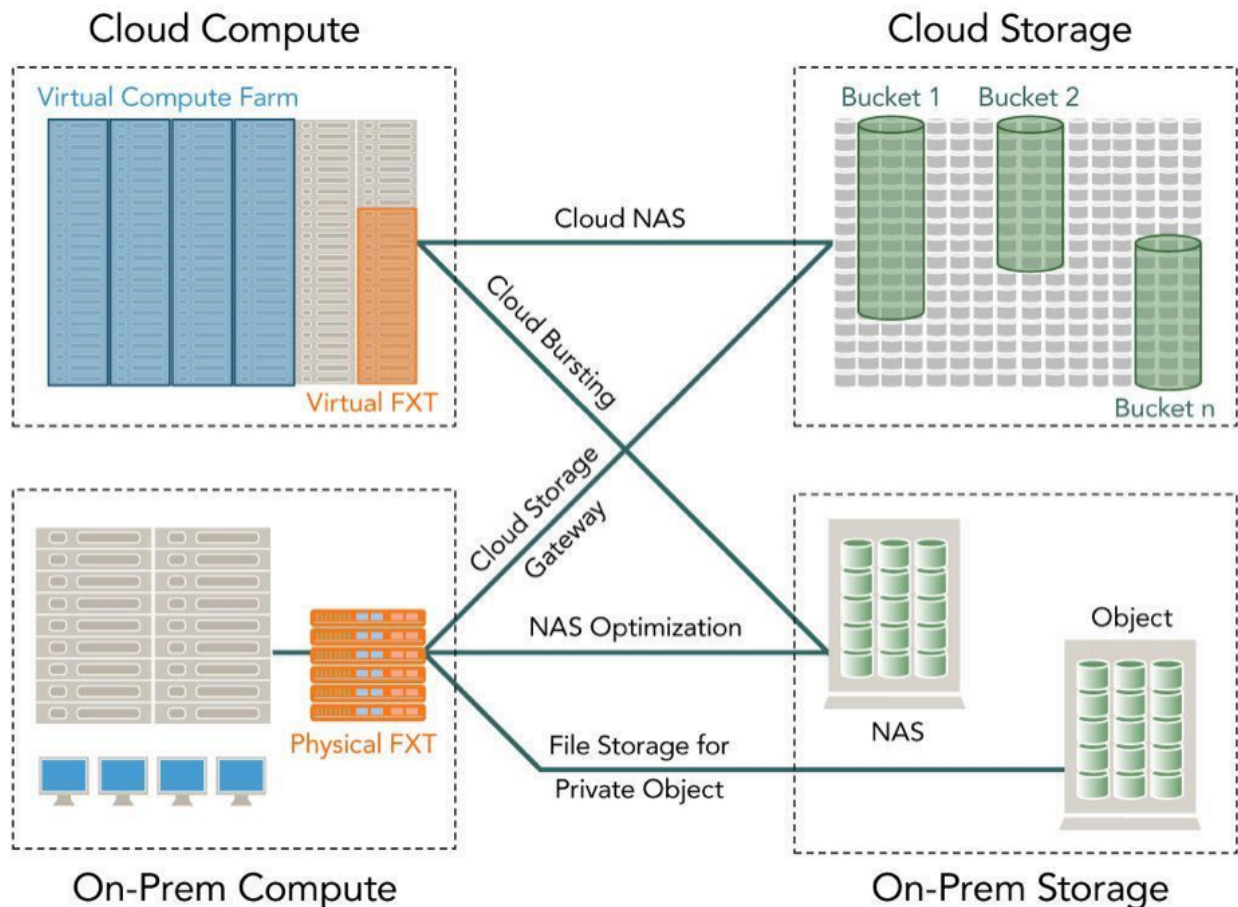 Cloud Compute
Cloud Storage
Virtual Compute Farm
Bucket 1
Bucket 2
Cloud NAS
Cloud Bursting
Virtual FXT
Bucket n
Cloud Storage
Gateway
NAS Optimization
Object
Physical FXT
NAS
File Storage for
Private Object
On-Prem Compute
On-Prem Storage